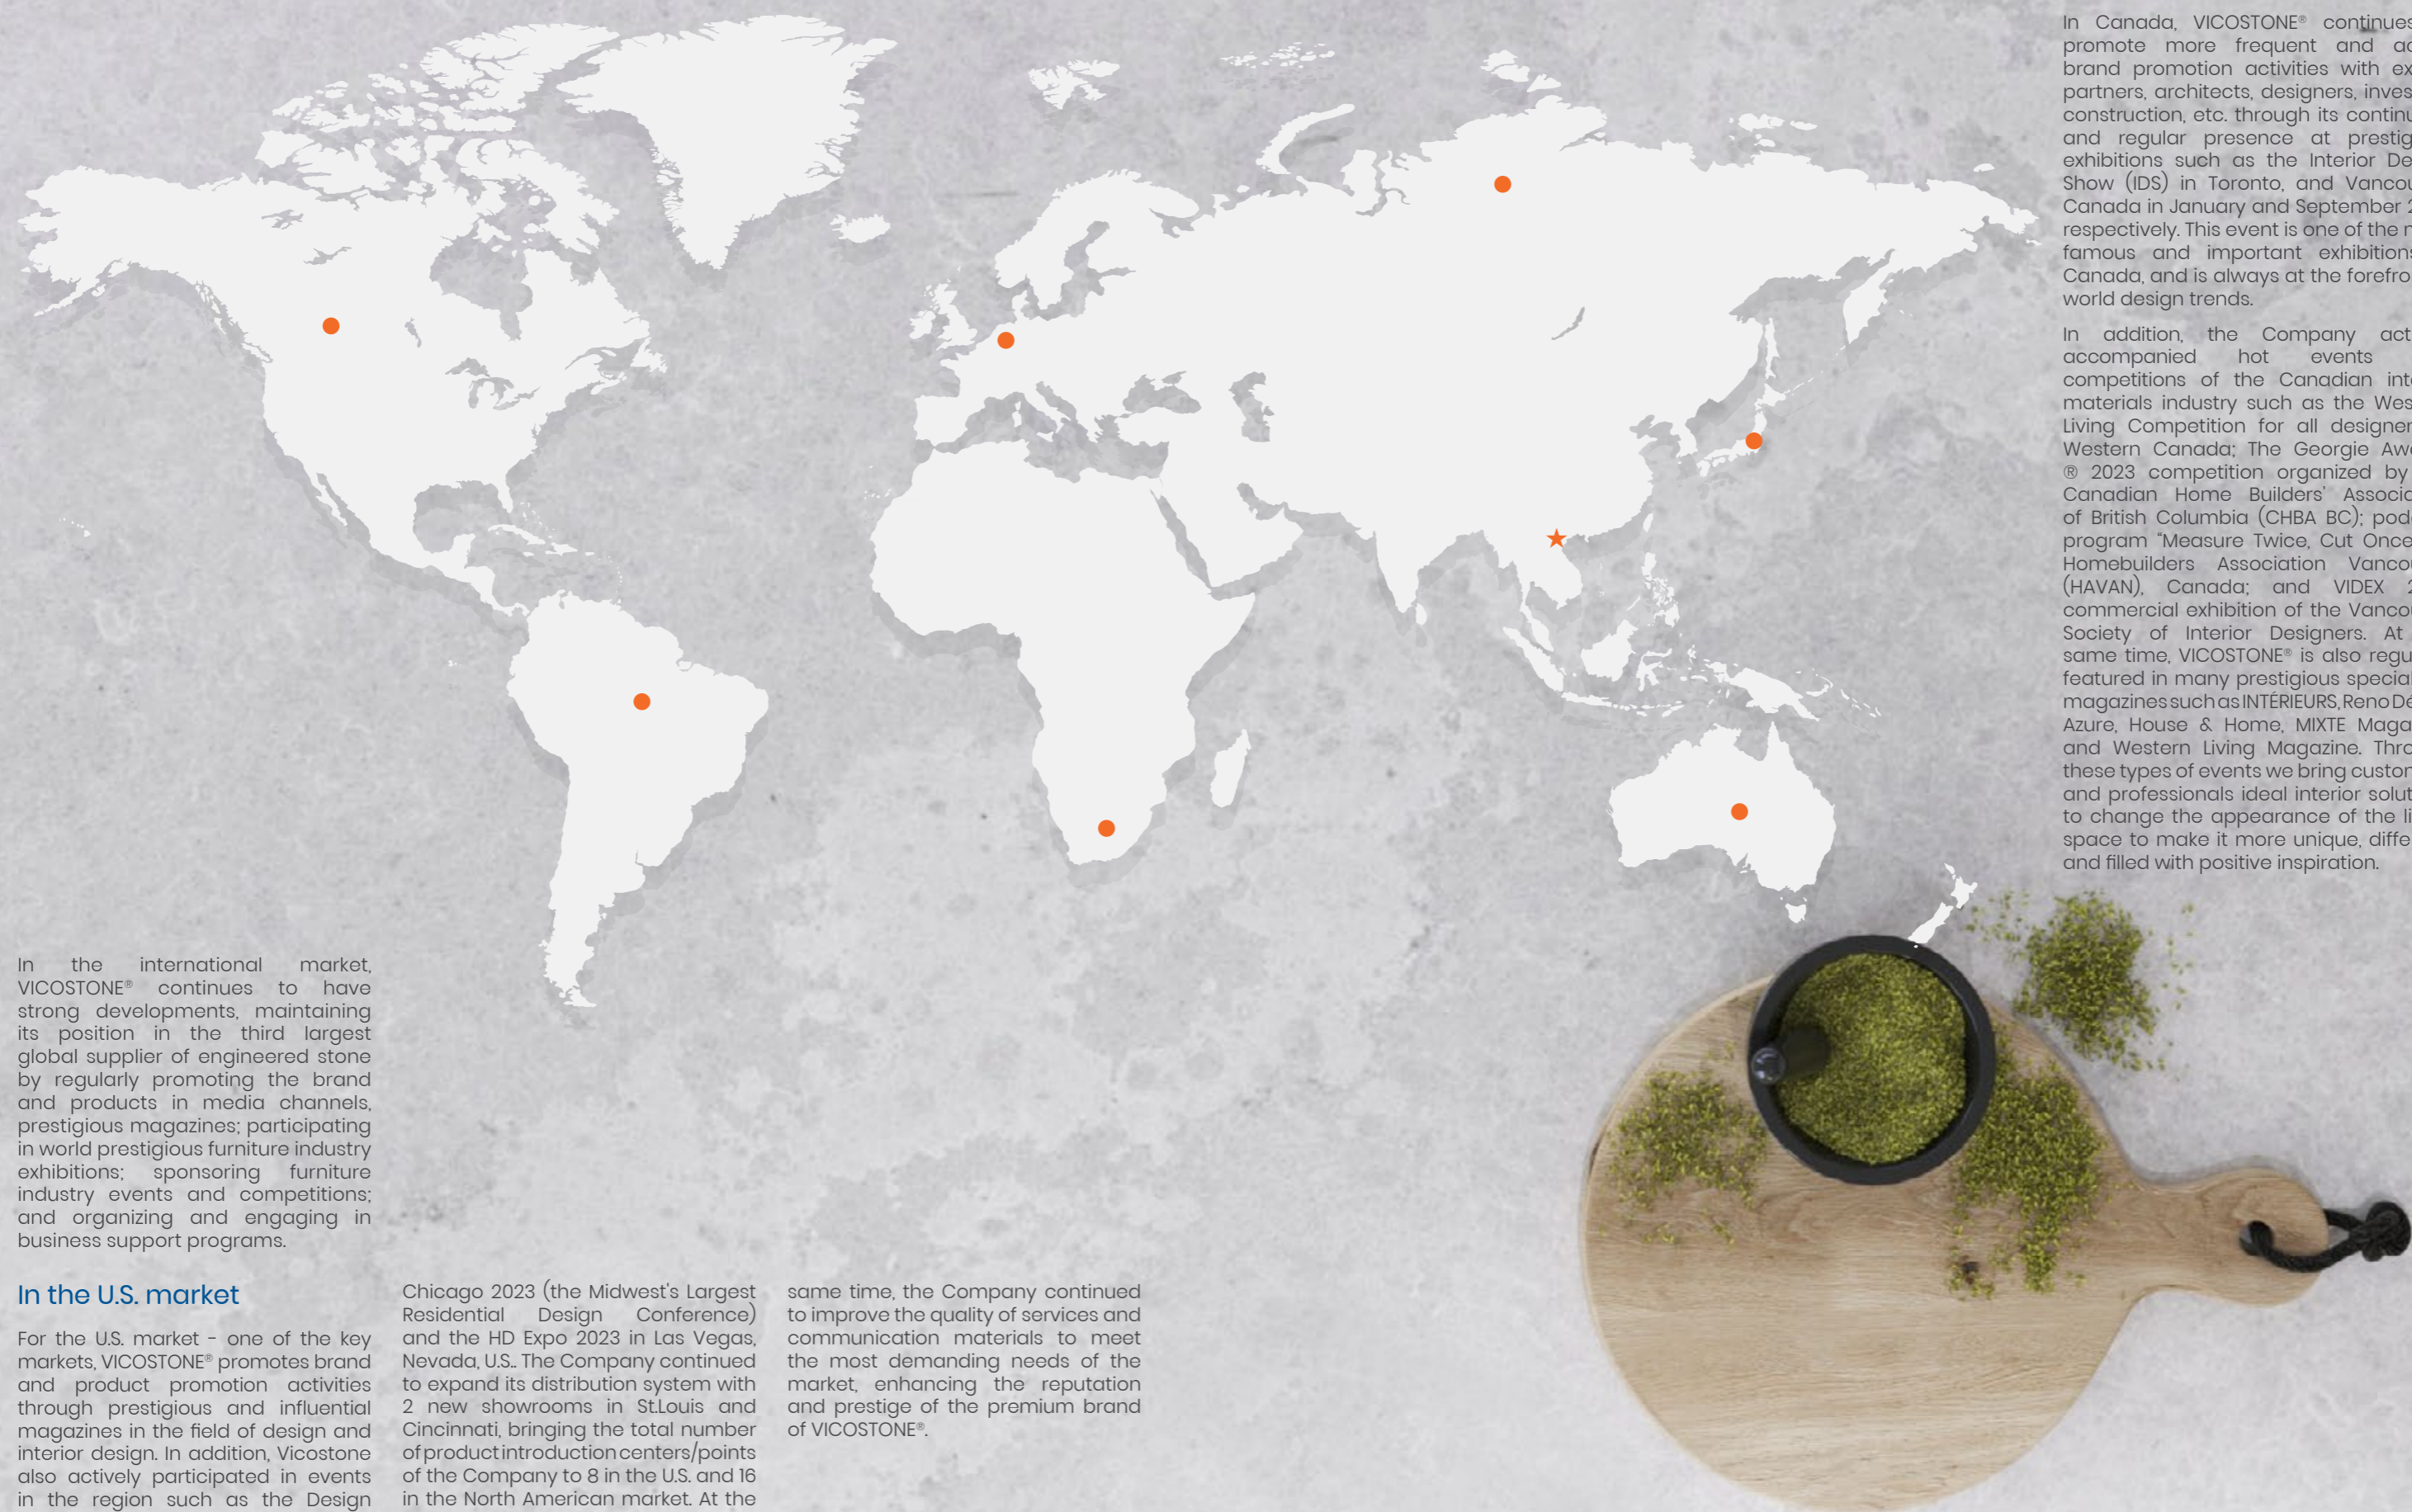 In the international market,
VICOSTONE® continues to have
strong developments, maintaining
its position in the third largest
global supplier of engineered stone
by regularly promoting the brand
and products in media channels,
prestigious magazines; participating
in world prestigious furniture industry
exhibitions; sponsoring furniture
industry events and competitions;
and organizing and engaging in
business support programs.
In the U.S. market
For the U.S. market - one of the key
markets, VICOSTONE® promotes brand
and product promotion activities
through prestigious and influential
magazines in the field of design and
interior design. In addition, Vicostone
also actively participated in events
in the region such as the Design
Chicago 2023 (the Midwest's Largest
Residential Design Conference)
and the HD Expo 2023 in Las Vegas,
Nevada, U.S.. The Company continued
to expand its distribution system with
2 new showrooms in St.Louis and
Cincinnati, bringing the total number
of product introduction centers/points
of the Company to 8 in the U.S. and 16
in the North American market. At the
same time, the Company continued
to improve the quality of services and
communication materials to meet
the most demanding needs of the
market, enhancing the reputation
and prestige of the premium brand
of VICOSTONE®.
In Canada, VICOSTONE® continues
promote more frequent and
brand promotion activities with
partners, architects, designers,
construction, etc. through its
and regular presence at
exhibitions such as the Interior
Show (IDS) in Toronto, and
Canada in January and September
respectively. This event is one of the
famous and important exhibitions
Canada, and is always at the
world design trends.
In addition, the Company
accompanied hot events
competitions of the Canadian
materials industry such as the
Living Competition for all
Western Canada; The Georgie
® 2023 competition organized by
Canadian Home Builders'
of British Columbia (CHBA BC);
program "Measure Twice, Cut Once
Homebuilders Association
(HAVAN), Canada; and VIDEX
commercial exhibition of the
Society of Interior Designers. At
same time, VICOSTONE® is also
featured in many prestigious
magazines such as INTÉRIEURS, Reno
Azure, House & Home, MIXTE
and Western Living Magazine.
these types of events we bring
and professionals ideal interior
to change the appearance of the
space to make it more unique,
and filled with positive inspiration.